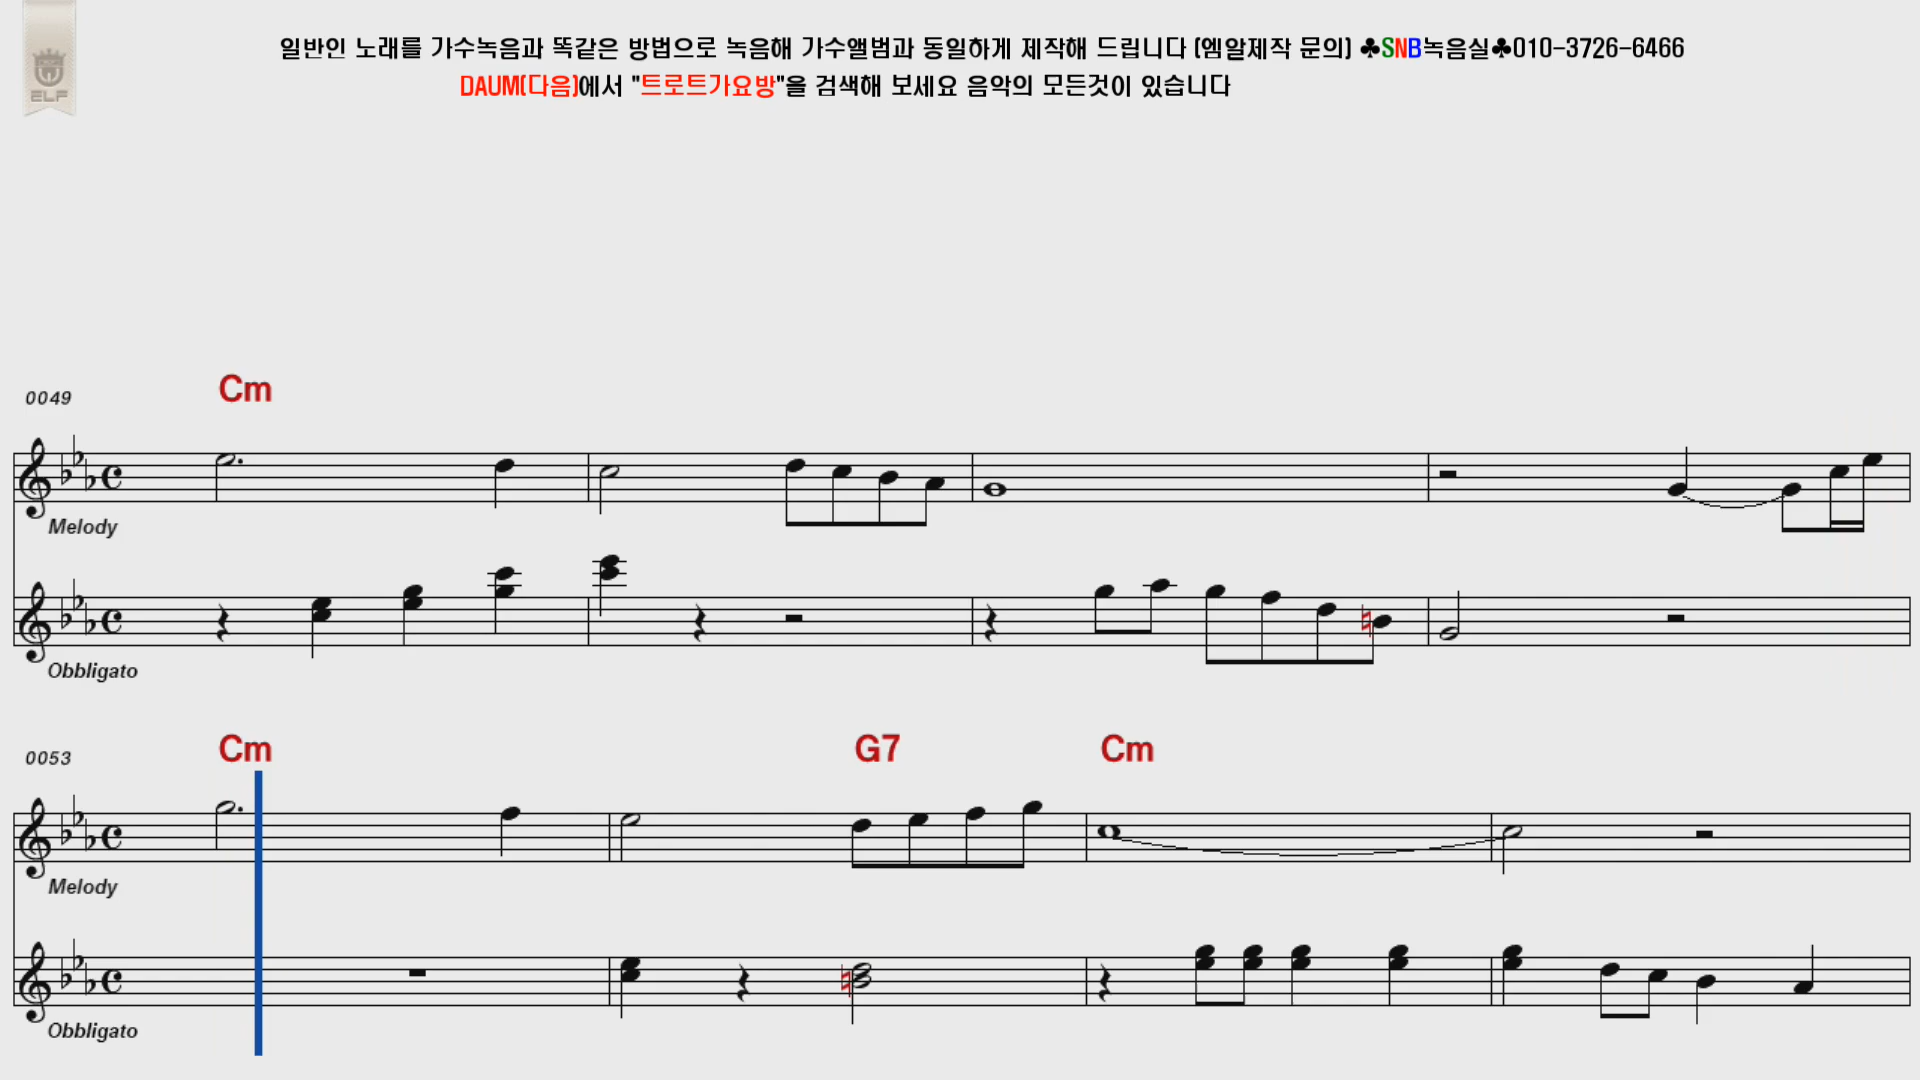 일반인 노래를 가수녹음과 똑같은 방법으로 녹음해 가수앨범과 동일하게 제작해 드립니다 (엠알제작 문의) ♣SNB녹음실♣010-3726-6466
DAUM(다음)에서 "트로트가요방"을 검색해 보세요 음악의 모든것이 있습니다
ELF
Cm
0049
Melody
Obbligato
Cm G7 Cm
0053
Melody
Obbligato